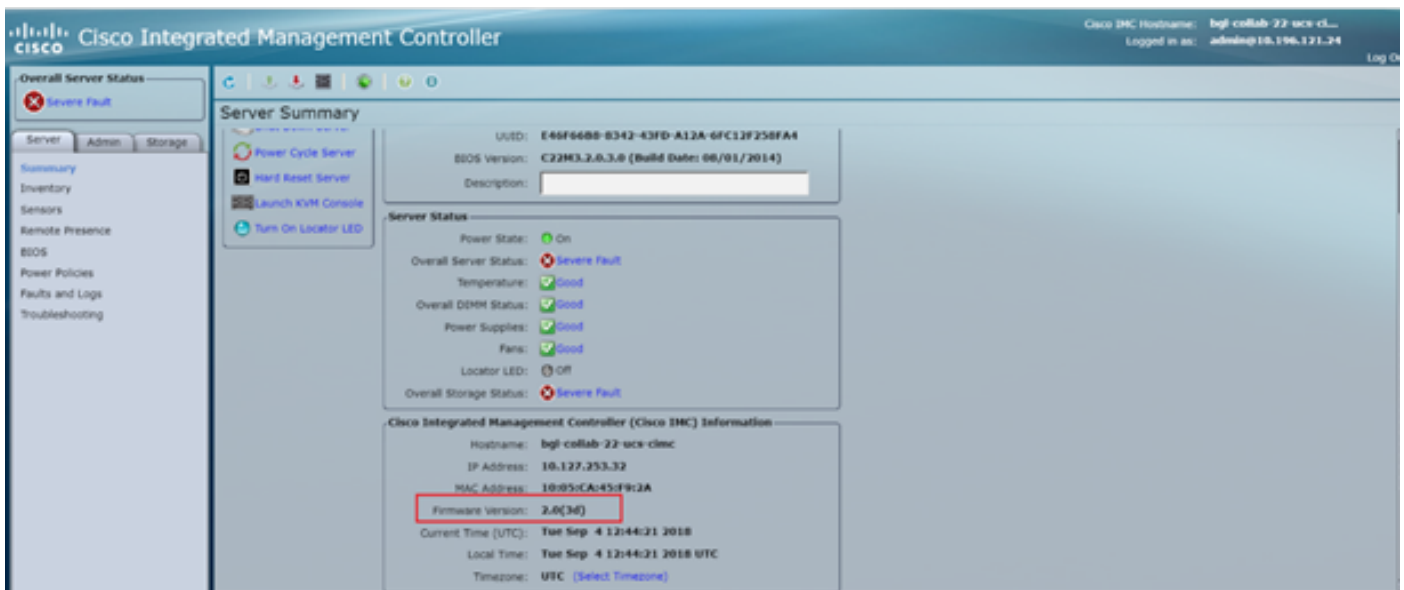 CISCO
Cisco Integrated Management Controller
Cisco IMC Hostname: bgl-collab-22-ucs-ci...
Logged in as: admin@10.196.121.24
Log O
Overall Server Status
Severe Fault
Server Admin Storage
Summary
Inventory
Sensors
Remote Presence
BIOS
Power Policies
Faults and Logs
Troubleshooting
Server Summary
Power Cycle Server
Hard Reset Server
Launch KVM Console
Turn On Locator LED
UUID: E46F66B8-8342-43FD-A12A-6FC12F258FA4
BIOS Version: C22M3.2.0.3.0 (Build Date: 08/01/2014)
Description:
Server Status
Power State: On
Overall Server Status: Severe Fault
Temperature: Good
Overall DIMM Status: Good
Power Supplies: Good
Fans: Good
Locator LED: Off
Overall Storage Status: Severe Fault
Cisco Integrated Management Controller (Cisco IMC) Information
Hostname: bgl-collab-22-ucs-cimc
IP Address: 10.127.253.32
MAC Address: 10:05:CA:45:F9:2A
Firmware Version: 2.0(3d)
Current Time (UTC): Tue Sep 4 12:44:21 2018
Local Time: Tue Sep 4 12:44:21 2018 UTC
Timezone: UTC (Select Timezone)